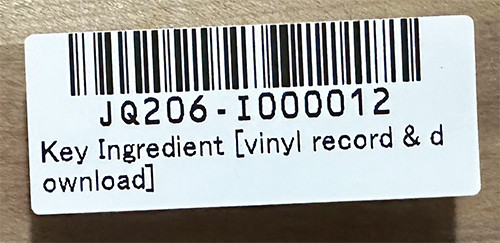 JQ206-I000012
Key Ingredient [vinyl record & d
ownload]